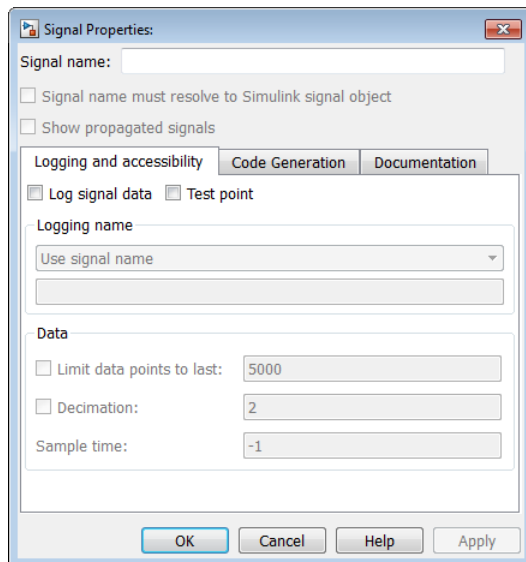 Signal Properties:
Signal name:
Signal name must resolve to Simulink signal object
Show propagated signals
Logging and accessibility Code Generation Documentation
Log signal data Test point
Logging name
Use signal name
Data
Limit data points to last: 5000
Decimation: 2
Sample time: -1
OK Cancel Help Apply